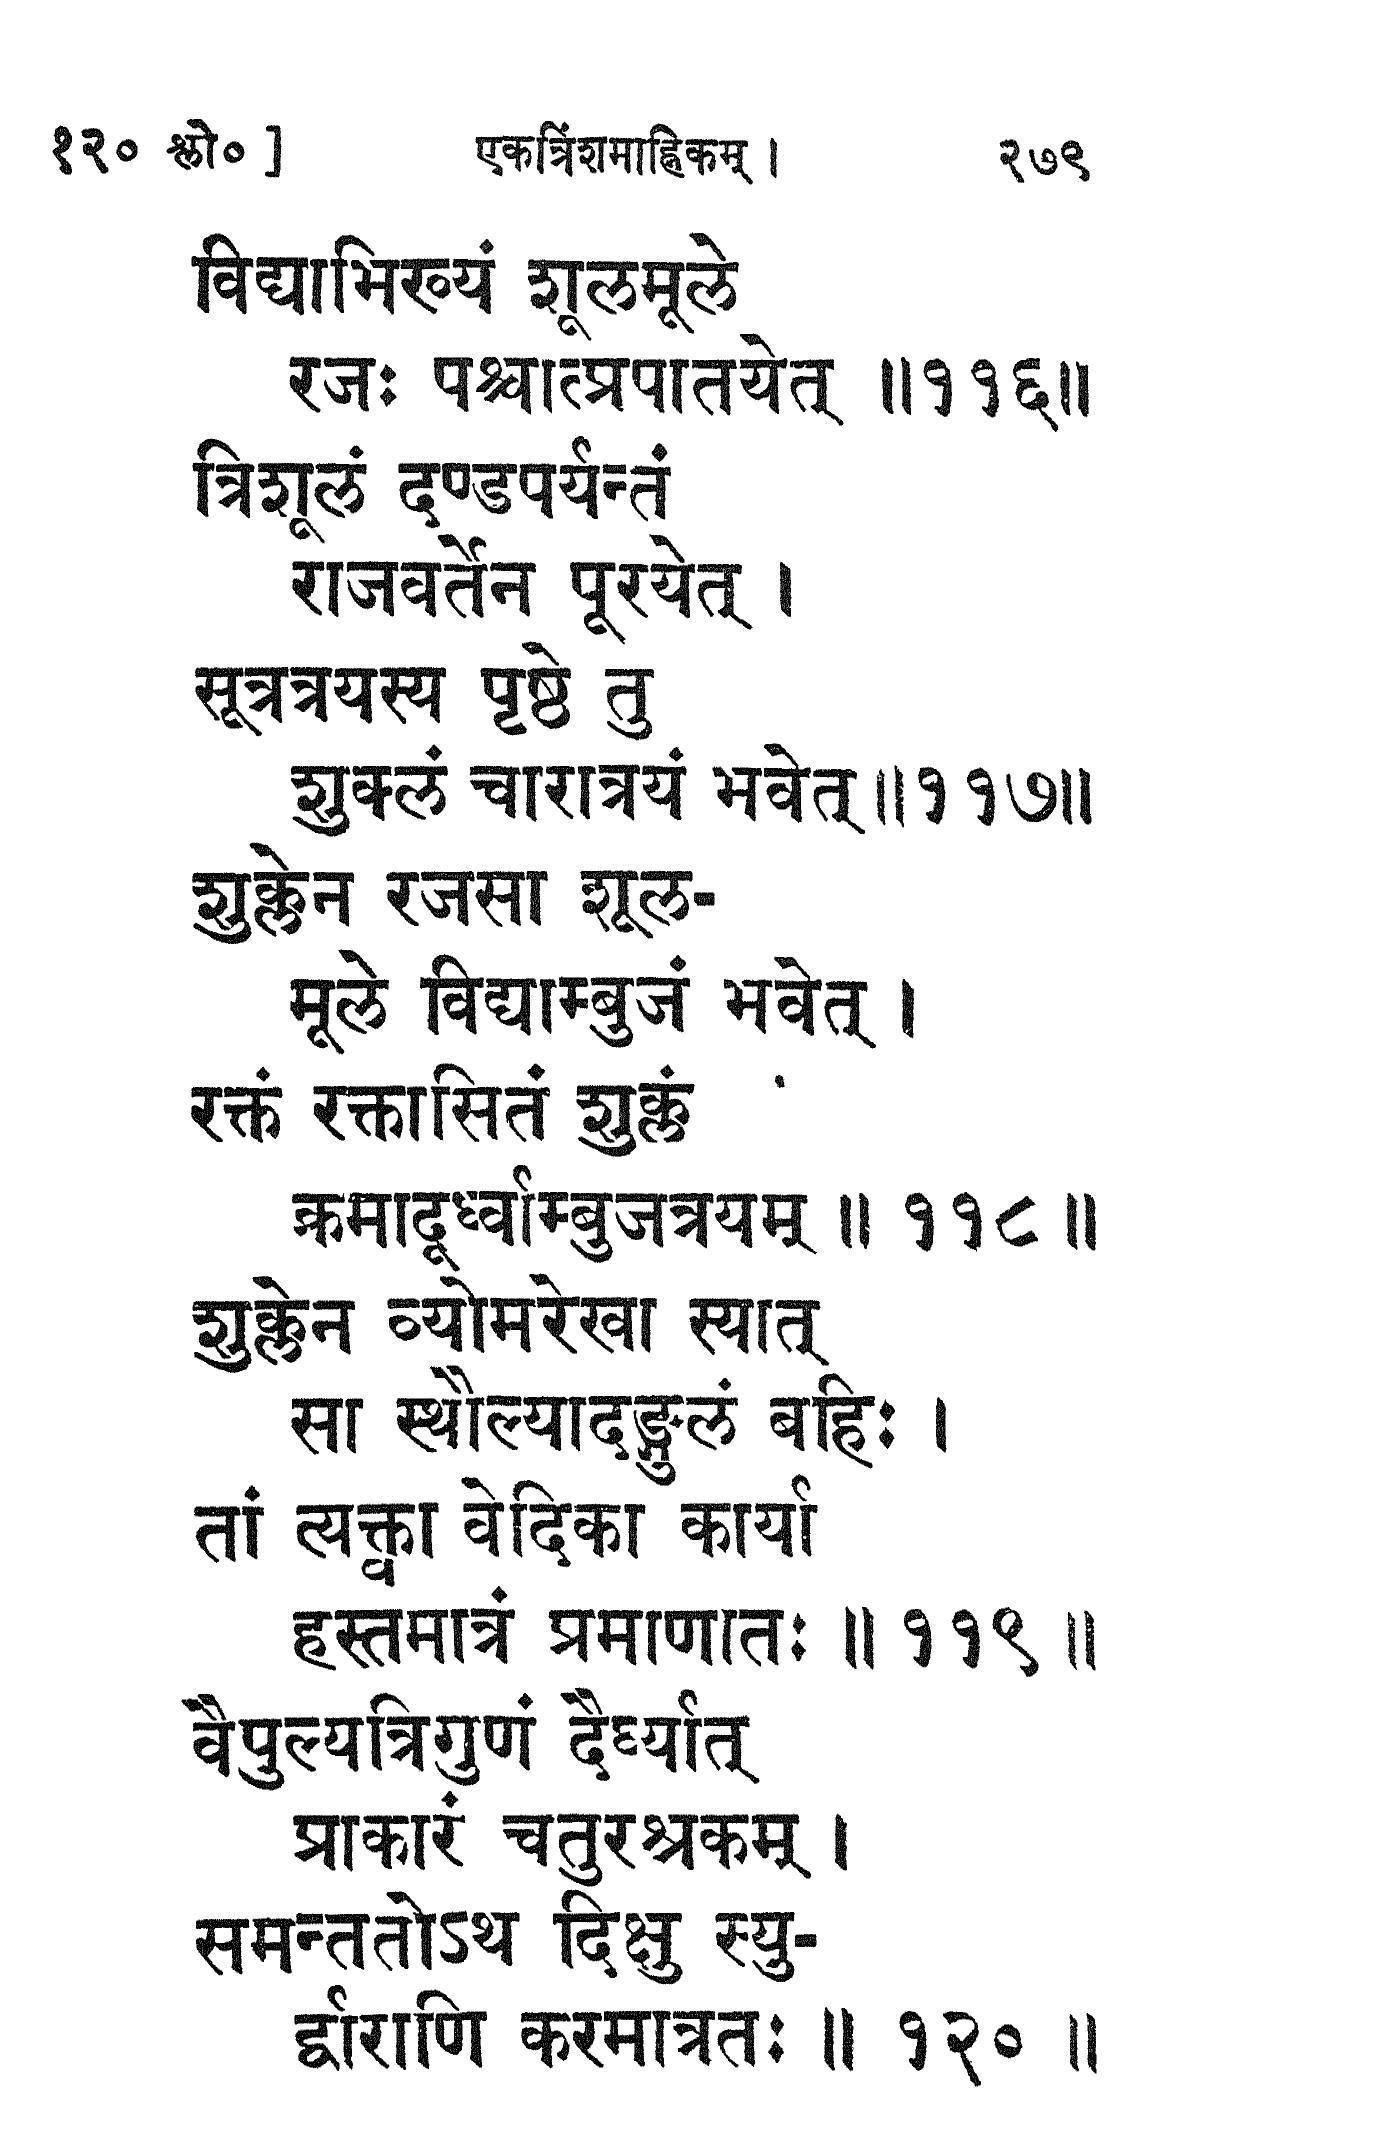 १२० श्लो० ] एकत्रिंशमाह्निकम् । २७९
विद्याभिख्यं शूलमूले
रजः पश्चात्प्रपातयेत् ॥११६॥
त्रिशूलं दण्डपर्यन्तं
राजवर्तेन पूरयेत् ।
सूत्रत्रयस्य पृष्ठे तु
शुक्लं चारात्रयं भवेत्॥११७॥
शुक्लेन रजसा शूल-
मूले विद्याम्बुजं भवेत् ।
रक्तं रक्तासितं शुक्लं
क्रमादूर्ध्वाम्बुजत्रयम् ॥ ११८ ॥
शुक्लेन व्योमरेखा स्यात्
सा स्थौल्यादङ्गुलं बहिः ।
तां त्यक्त्वा वेदिका कार्या
हस्तमात्रं प्रमाणतः ॥ ११९ ॥
वैपुल्यत्रिगुणं दैर्ध्यात्
प्राकारं चतुरश्रकम् ।
समन्ततोऽथ दिक्षु स्यु-
र्द्वाराणि करमात्रतः ॥ १२० ॥